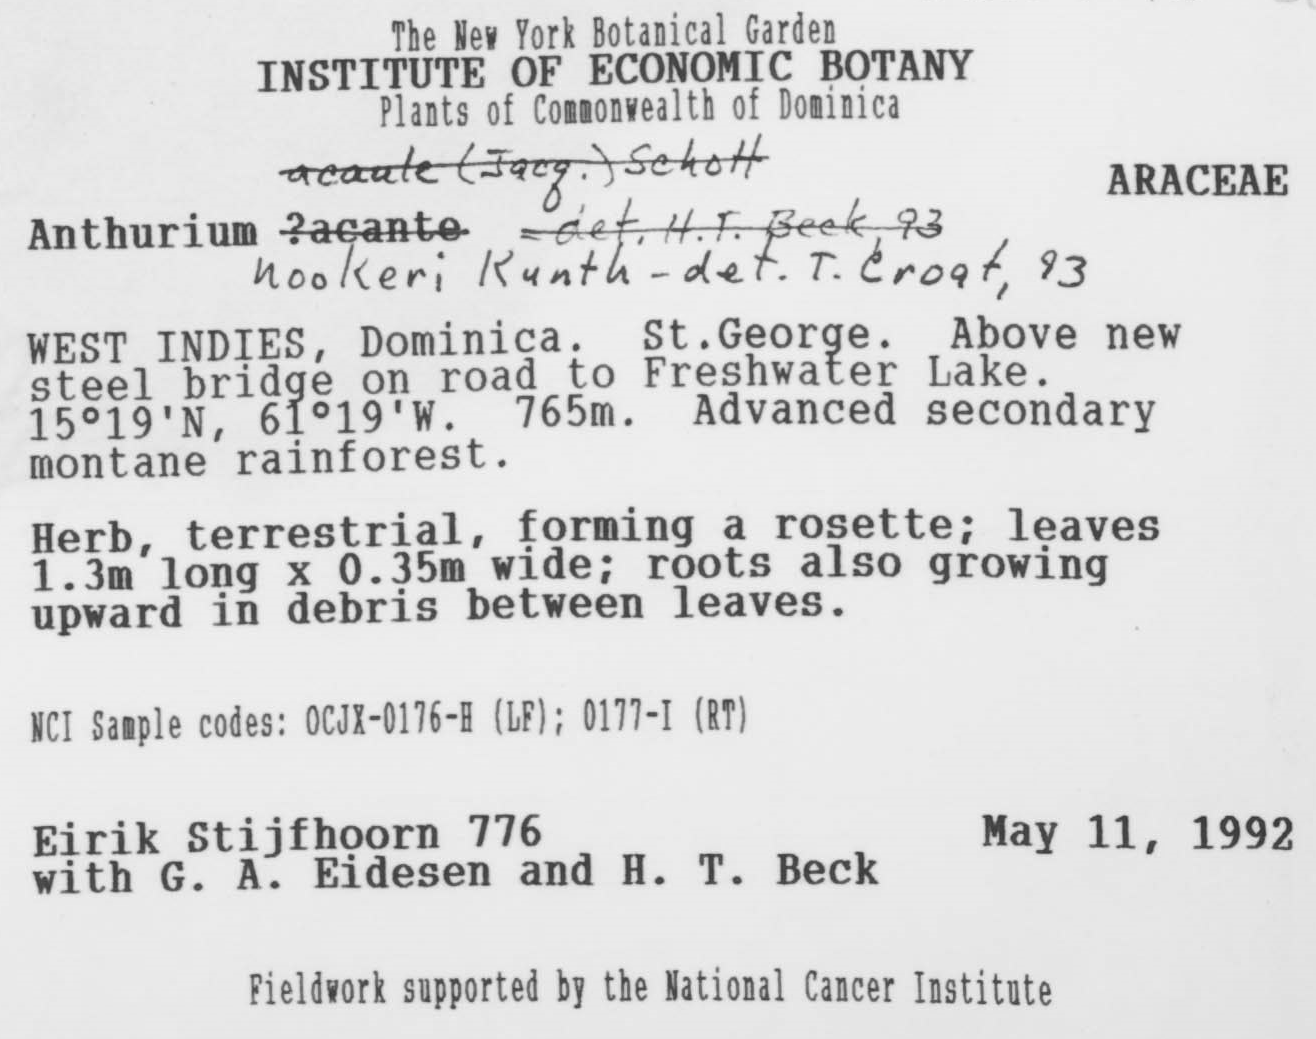 The New York Botanical Garden
INSTITUTE OF ECONOMIC BOTANY
Plants of Commonwealth of Dominica
acaule (Jacq.) Schott
ARACEAE
Anthurium ?acante - det. H.T. Beck, 93
hookeri Kunth - det. T. Croat, 93
WEST INDIES, Dominica. St.George. Above new
steel bridge on road to Freshwater Lake.
15°19'N, 61°19'W. 765m. Advanced secondary
montane rainforest.
Herb, terrestrial, forming a rosette; leaves
1.3m long x 0.35m wide; roots also growing
upward in debris between leaves.
NCI Sample codes: OCJX-0176-H (LF); 0177-I (RT)
Eirik Stijfhoorn 776 May 11, 1992
with G. A. Eidesen and H. T. Beck
Fieldwork supported by the National Cancer Institute